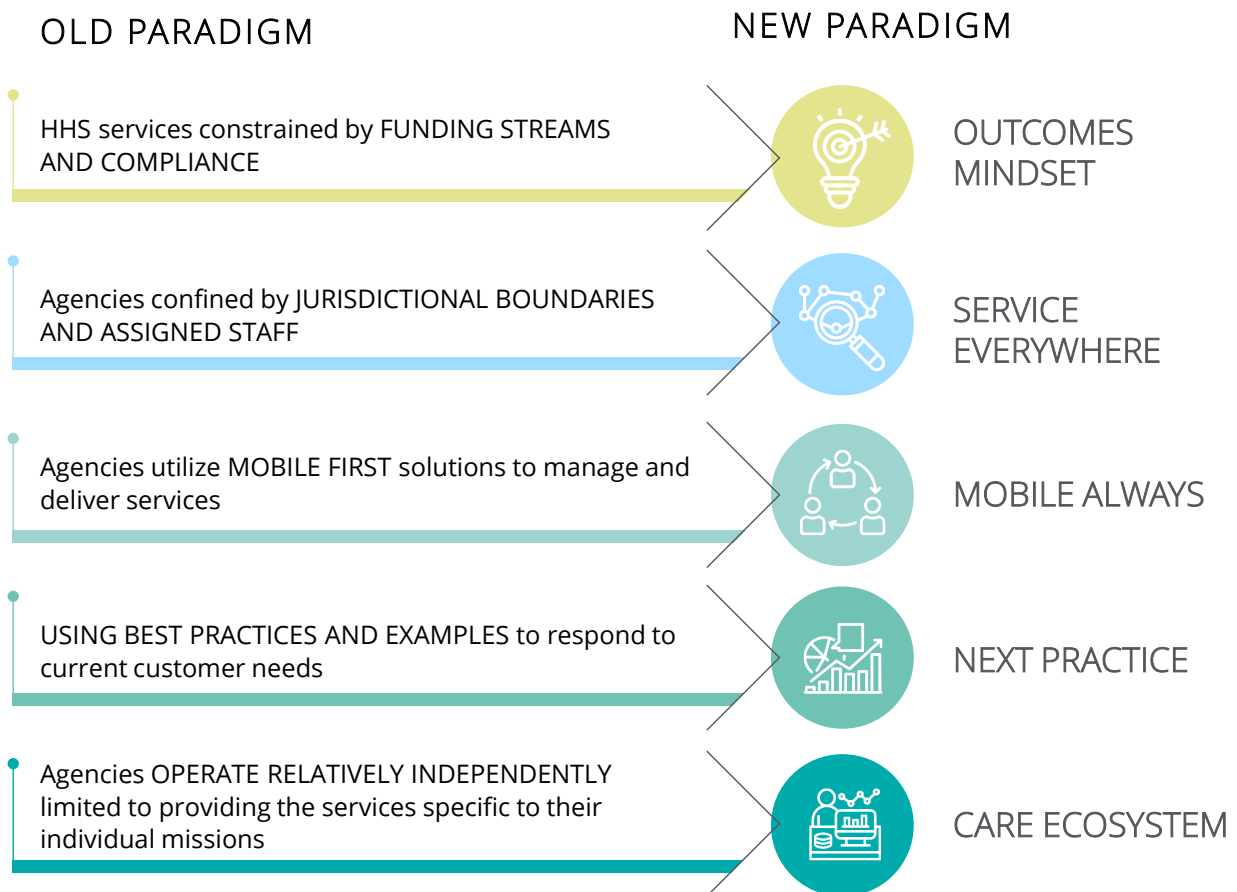 OLD PARADIGM
NEW PARADIGM
HHS services constrained by FUNDING STREAMS
AND COMPLIANCE
OUTCOMES
MINDSET
Agencies confined by JURISDICTIONAL BOUNDARIES
AND ASSIGNED STAFF
SERVICE
EVERYWHERE
Agencies utilize MOBILE FIRST solutions to manage and
deliver services
MOBILE ALWAYS
USING BEST PRACTICES AND EXAMPLES to respond to
current customer needs
NEXT PRACTICE
Agencies OPERATE RELATIVELY INDEPENDENTLY
limited to providing the services specific to their
individual missions
CARE ECOSYSTEM